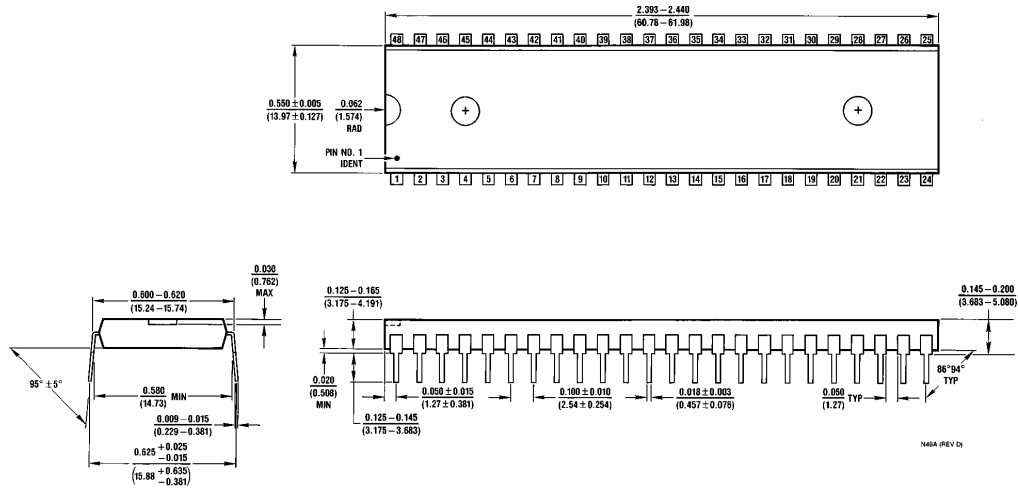 2.393 – 2.440
(60.78 – 61.98)
48 47 46 45 44 43 42 41 40 39 38 37 36 35 34 33 32 31 30 29 28 27 26 25
0.550 ± 0.005
(13.97 ± 0.127)
0.062
(1.574)
RAD
PIN NO. 1
IDENT
1 2 3 4 5 6 7 8 9 10 11 12 13 14 15 16 17 18 19 20 21 22 23 24
0.030
(0.762)
MAX
0.600 – 0.620
(15.24 – 15.74)
95° ±5°
0.580 MIN
(14.73)
0.009 – 0.015
(0.229 – 0.381)
0.625 +0.025
−0.015
(15.88 +0.635
−0.381)
0.125 – 0.165
(3.175 – 4.191)
0.145 – 0.200
(3.683 – 5.080)
0.020
(0.508)
MIN
0.050 ± 0.015
(1.27 ± 0.381)
0.100 ± 0.010
(2.54 ± 0.254)
0.018 ± 0.003
(0.457 ± 0.076)
0.050 TYP
(1.27)
86°94°
TYP
0.125 – 0.145
(3.175 – 3.683)
N48A (REV D)